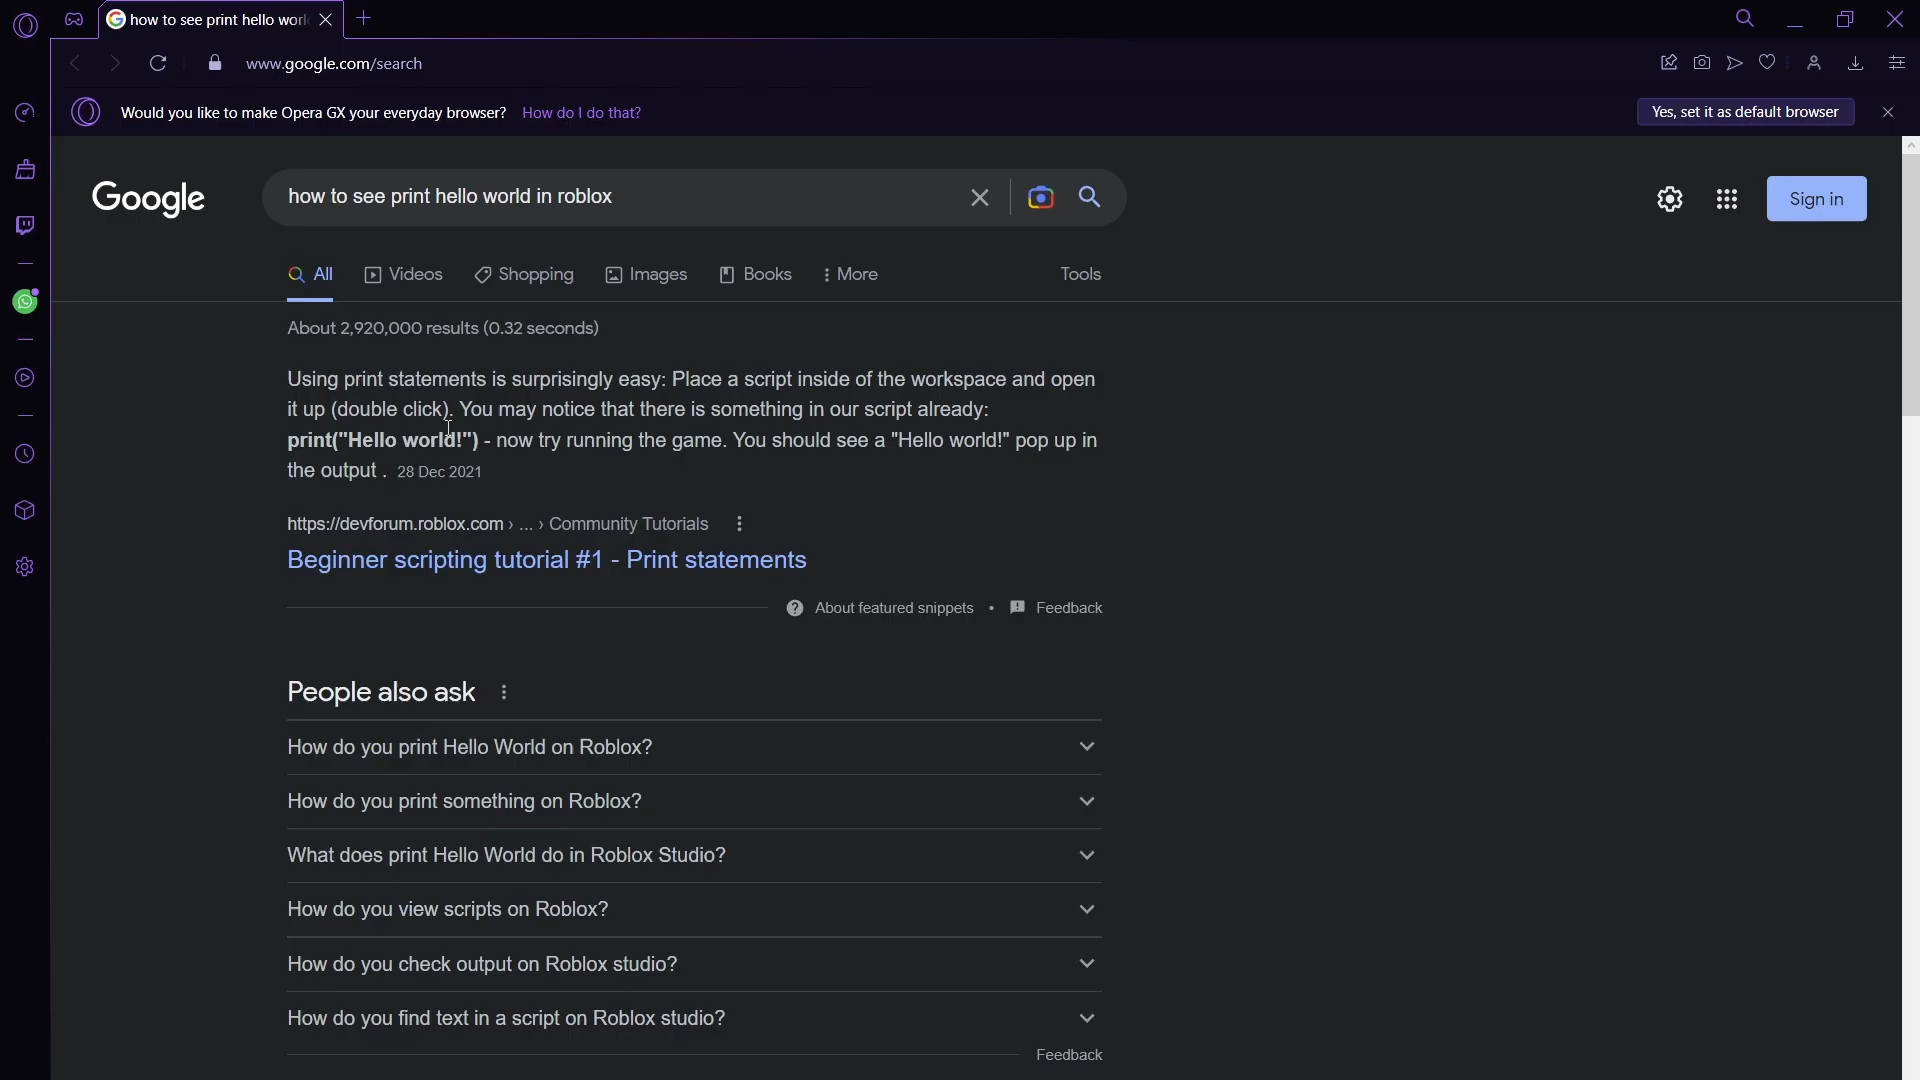 how to see print hello worl
www.google.com/search
Would you like to make Opera GX your everyday browser? How do I do that?
Yes, set it as default browser
Google
how to see print hello world in roblox
Sign in
All Videos Shopping Images Books More Tools
About 2,920,000 results (0.32 seconds)
Using print statements is surprisingly easy: Place a script inside of the workspace and open
it up (double click). You may notice that there is something in our script already:
print("Hello world!") - now try running the game. You should see a "Hello world!" pop up in
the output . 28 Dec 2021
https://devforum.roblox.com › ... › Community Tutorials
Beginner scripting tutorial #1 - Print statements
About featured snippets • Feedback
People also ask
How do you print Hello World on Roblox?
How do you print something on Roblox?
What does print Hello World do in Roblox Studio?
How do you view scripts on Roblox?
How do you check output on Roblox studio?
How do you find text in a script on Roblox studio?
Feedback